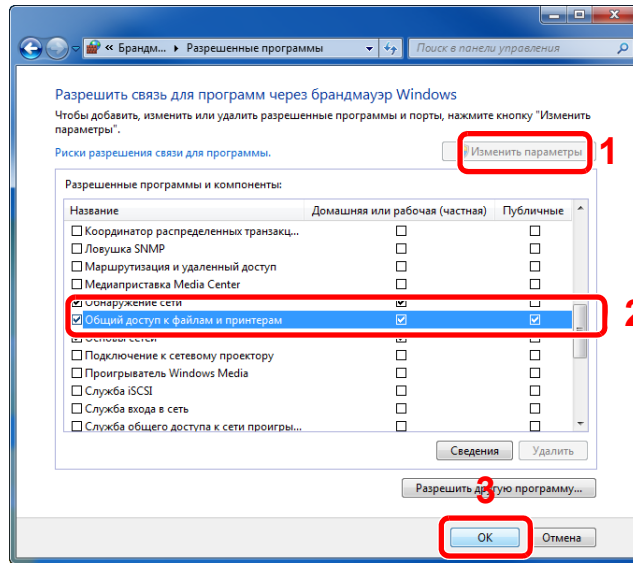 « Брандм... ▸ Разрешенные программы
Поиск в панели управления
Разрешить связь для программ через брандмауэр Windows
Чтобы добавить, изменить или удалить разрешенные программы и порты, нажмите кнопку "Изменить
параметры".
Риски разрешения связи для программы.
Изменить параметры
1
Разрешенные программы и компоненты:
Название Домашняя или рабочая (частная) Публичные
Координатор распределенных транзакц...
Ловушка SNMP
Маршрутизация и удаленный доступ
Медиаприставка Media Center
Обнаружение сети
Общий доступ к файлам и принтерам
2
Основы сетей
Подключение к сетевому проектору
Проигрыватель Windows Media
Служба iSCSI
Служба входа в сеть
Служба общего доступа к сети проигры...
Сведения Удалить
Разрешить другую программу...
3
ОК Отмена